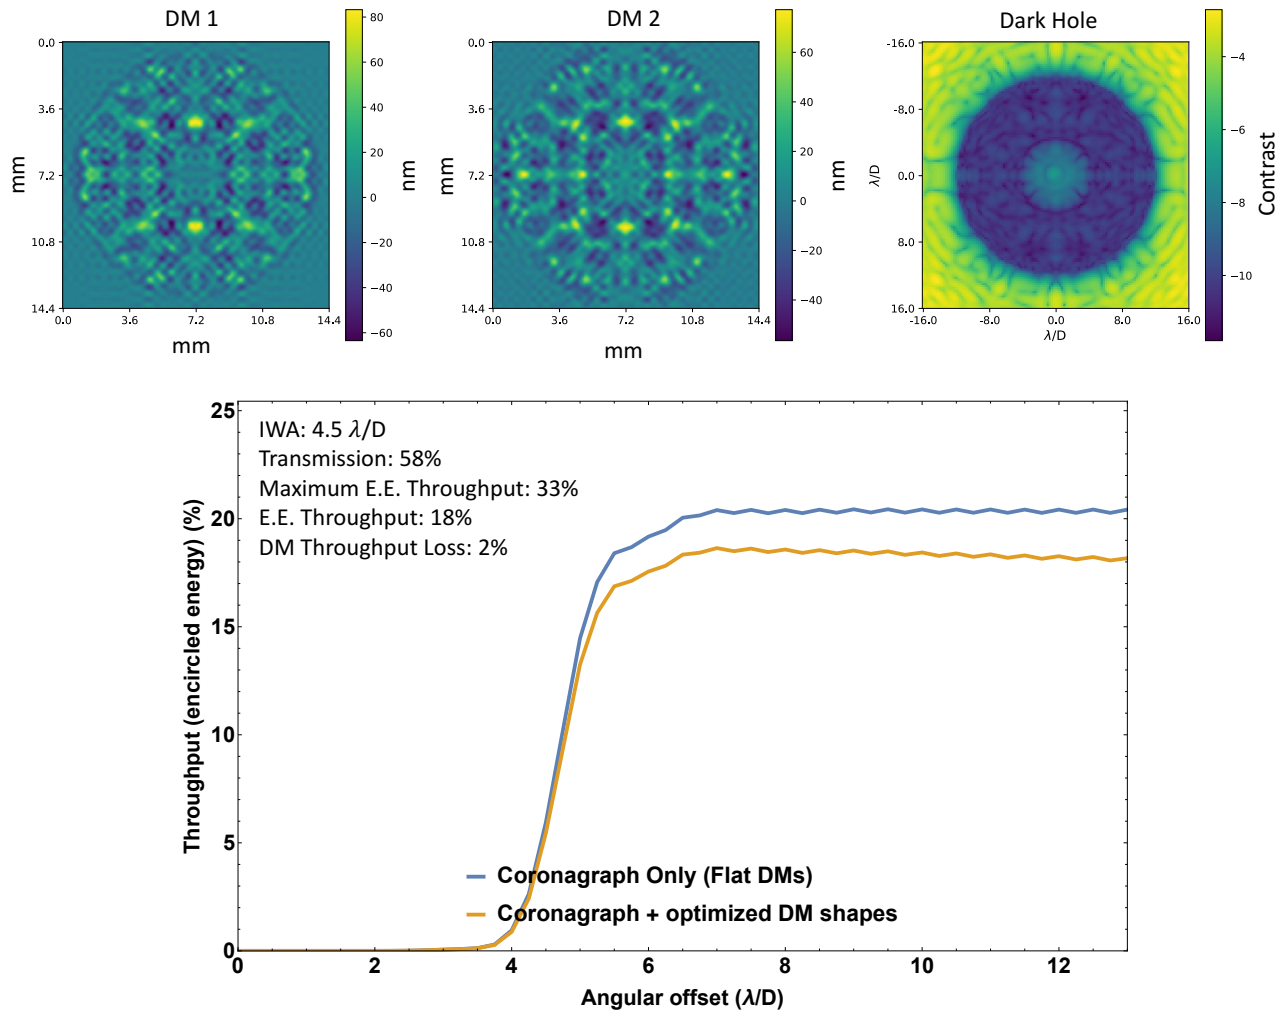 DM 1
0.0
3.6
7.2
10.8
14.4
mm
0.0 3.6 7.2 10.8 14.4
mm
80
60
40
20
0
−20
−40
−60
nm
DM 2
0.0
3.6
7.2
10.8
14.4
mm
0.0 3.6 7.2 10.8 14.4
mm
60
40
20
0
−20
−40
nm
Dark Hole
-16.0
-8.0
0.0
8.0
16.0
λ/D
-16.0 -8.0 0.0 8.0 16.0
λ/D
−4
−6
−8
−10
Contrast
IWA: 4.5 λ/D
Transmission: 58%
Maximum E.E. Throughput: 33%
E.E. Throughput: 18%
DM Throughput Loss: 2%
25
20
15
10
5
0
Throughput (encircled energy) (%)
Coronagraph Only (Flat DMs)
Coronagraph + optimized DM shapes
0 2 4 6 8 10 12
Angular offset (λ/D)